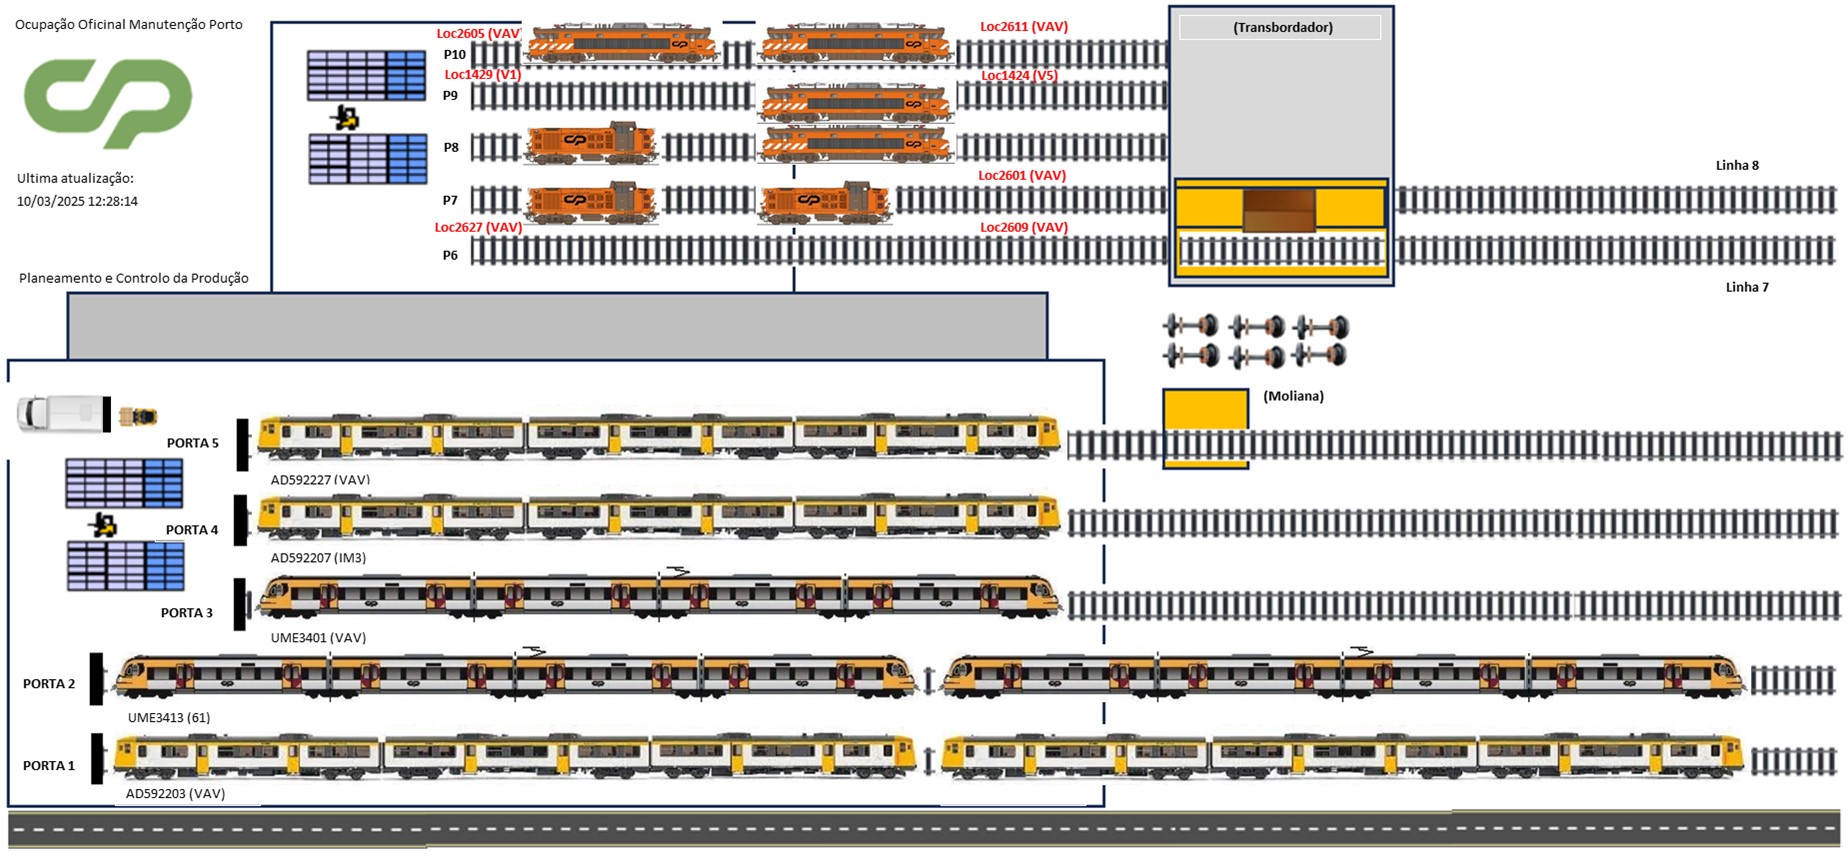 Ocupação Oficinal Manutenção Porto
cp
Ultima atualização:
10/03/2025 12:28:14
Planeamento e Controlo da Produção
Loc2605 (VAV)
Loc2611 (VAV)
P10
Loc1429 (V1)
Loc1424 (V5)
P9
P8
Loc2601 (VAV)
P7
Loc2627 (VAV)
Loc2609 (VAV)
P6
(Transbordador)
Linha 8
Linha 7
(Moliana)
PORTA 5
AD592227 (VAV)
PORTA 4
AD592207 (IM3)
PORTA 3
UME3401 (VAV)
PORTA 2
UME3413 (61)
PORTA 1
AD592203 (VAV)